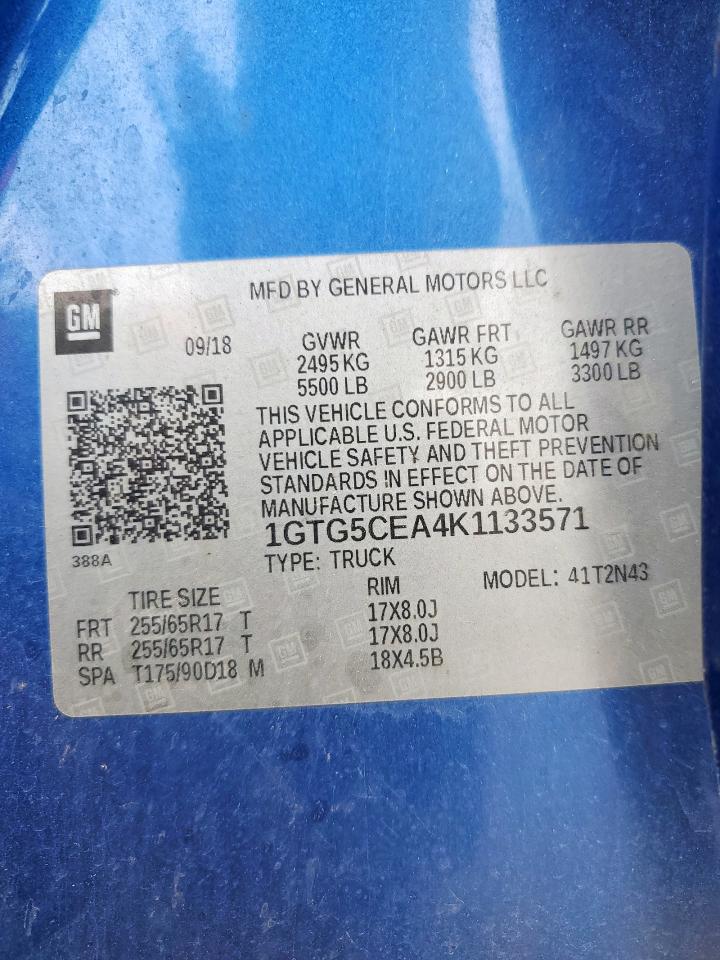 MFD BY GENERAL MOTORS LLC
GM
09/18
GVWR GAWR FRT GAWR RR
2495 KG 1315 KG 1497 KG
5500 LB 2900 LB 3300 LB
THIS VEHICLE CONFORMS TO ALL
APPLICABLE U.S. FEDERAL MOTOR
VEHICLE SAFETY AND THEFT PREVENTION
STANDARDS IN EFFECT ON THE DATE OF
MANUFACTURE SHOWN ABOVE.
1GTG5CEA4K1133571
388A
TYPE: TRUCK MODEL: 41T2N43
TIRE SIZE RIM
FRT 255/65R17 T 17X8.0J
RR 255/65R17 T 17X8.0J
SPA T175/90D18 M 18X4.5B